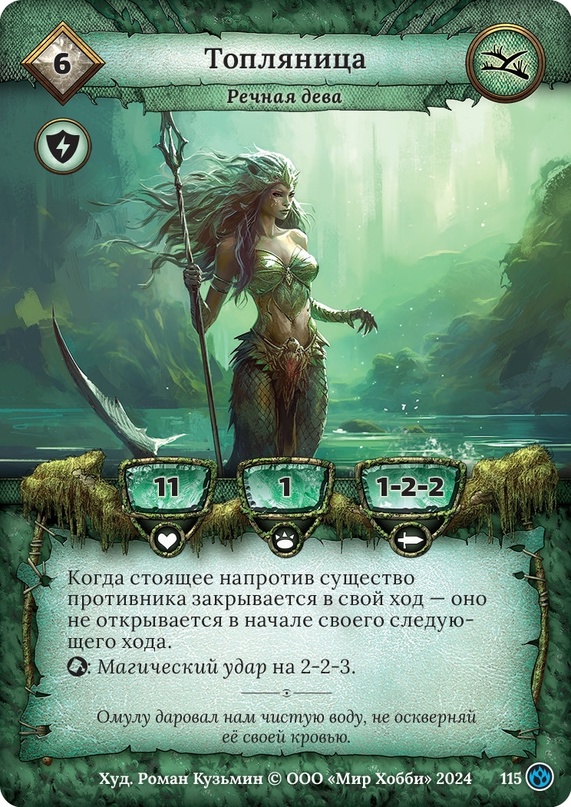 6
Топляница
Речная дева
11
1
1-2-2
Когда стоящее напротив существо
противника закрывается в свой ход — оно
не открывается в начале своего следую-
щего хода.
: Магический удар на 2-2-3.
Омулу даровал нам чистую воду, не оскверняй
её своей кровью.
Худ. Роман Кузьмин © ООО «Мир Хобби» 2024
115